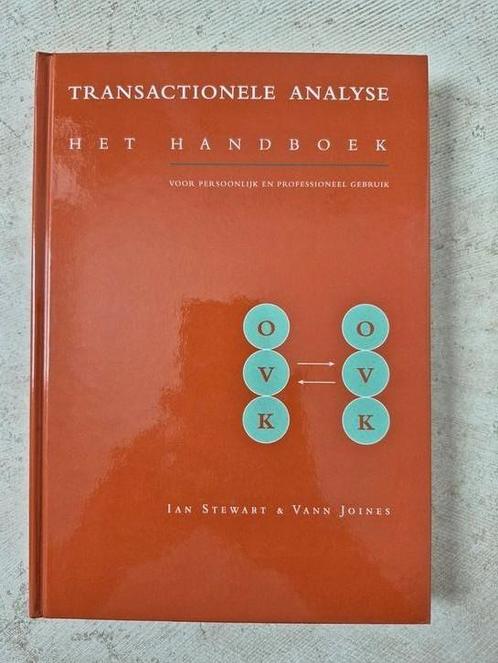 TRANSACTIONELE ANALYSE
HET HANDBOEK
VOOR PERSOONLIJK EN PROFESSIONEEL GEBRUIK
O O
V V
K K
IAN STEWART & VANN JOINES